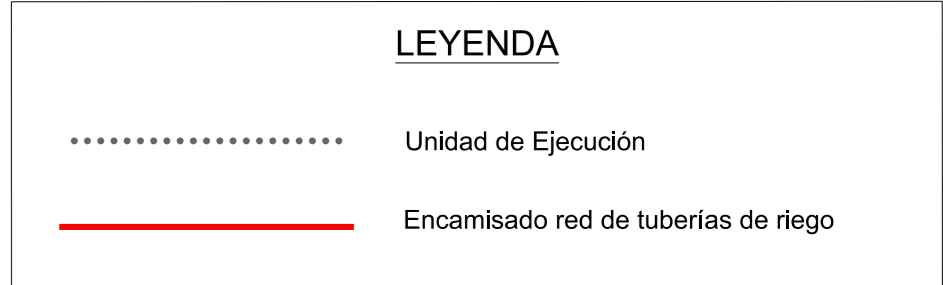 LEYENDA
Unidad de Ejecución
Encamisado red de tuberías de riego